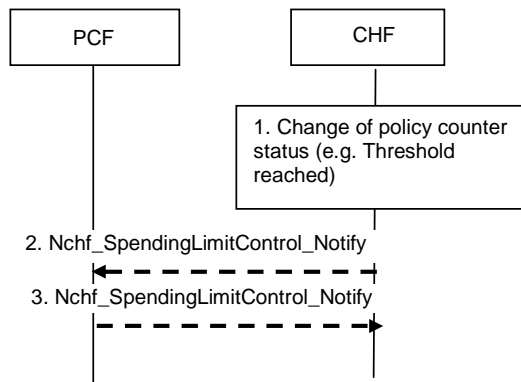 PCF
CHF
1. Change of policy counter
status (e.g. Threshold
reached)
2. Nchf_SpendingLimitControl_Notify
3. Nchf_SpendingLimitControl_Notify